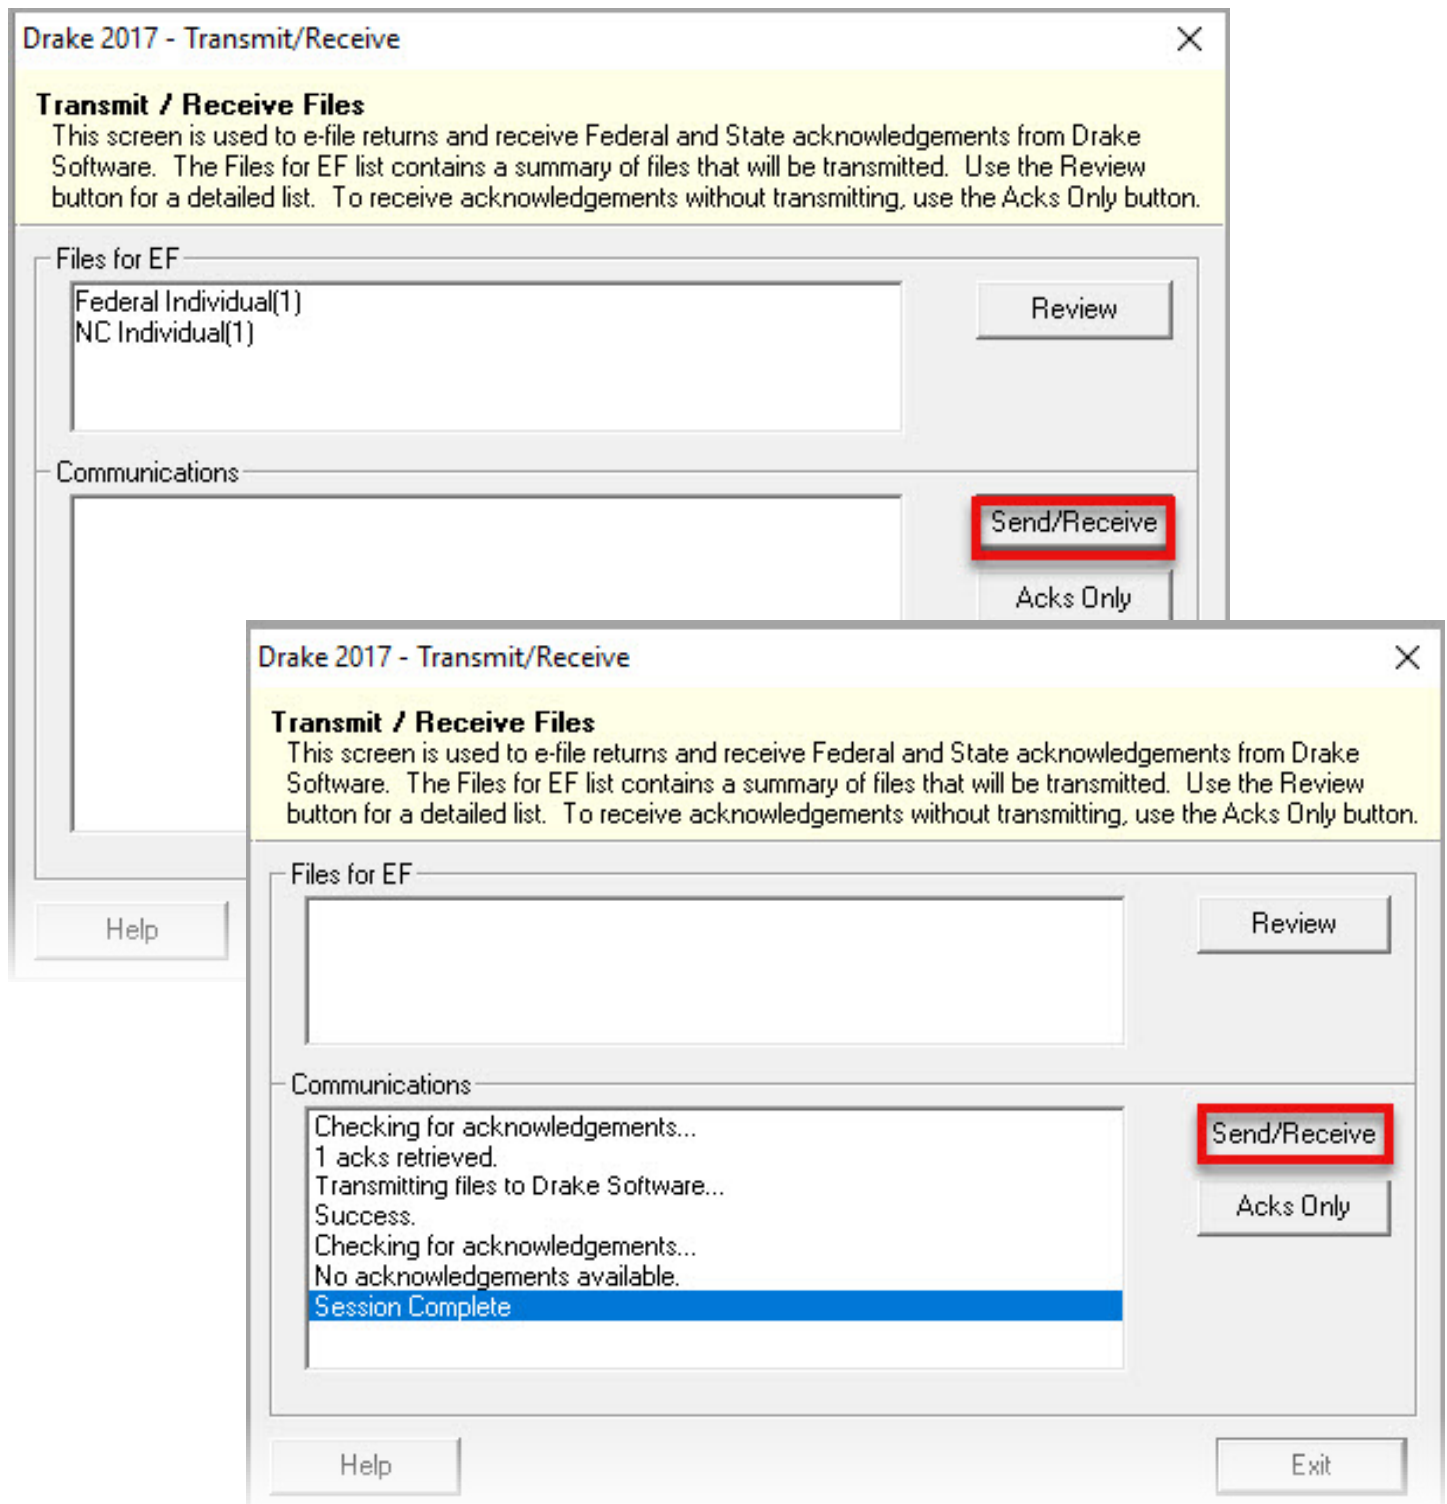 Drake 2017 - Transmit/Receive
Transmit / Receive Files
This screen is used to e-file returns and receive Federal and State acknowledgements from Drake
Software. The Files for EF list contains a summary of files that will be transmitted. Use the Review
button for a detailed list. To receive acknowledgements without transmitting, use the Acks Only button.
Files for EF
Federal Individual(1)
NC Individual(1)
Review
Communications
Send/Receive
Acks Only
Help
Drake 2017 - Transmit/Receive
Transmit / Receive Files
This screen is used to e-file returns and receive Federal and State acknowledgements from Drake
Software. The Files for EF list contains a summary of files that will be transmitted. Use the Review
button for a detailed list. To receive acknowledgements without transmitting, use the Acks Only button.
Files for EF
Review
Communications
Checking for acknowledgements...
1 acks retrieved.
Transmitting files to Drake Software...
Success.
Checking for acknowledgements...
No acknowledgements available.
Session Complete
Send/Receive
Acks Only
Help
Exit